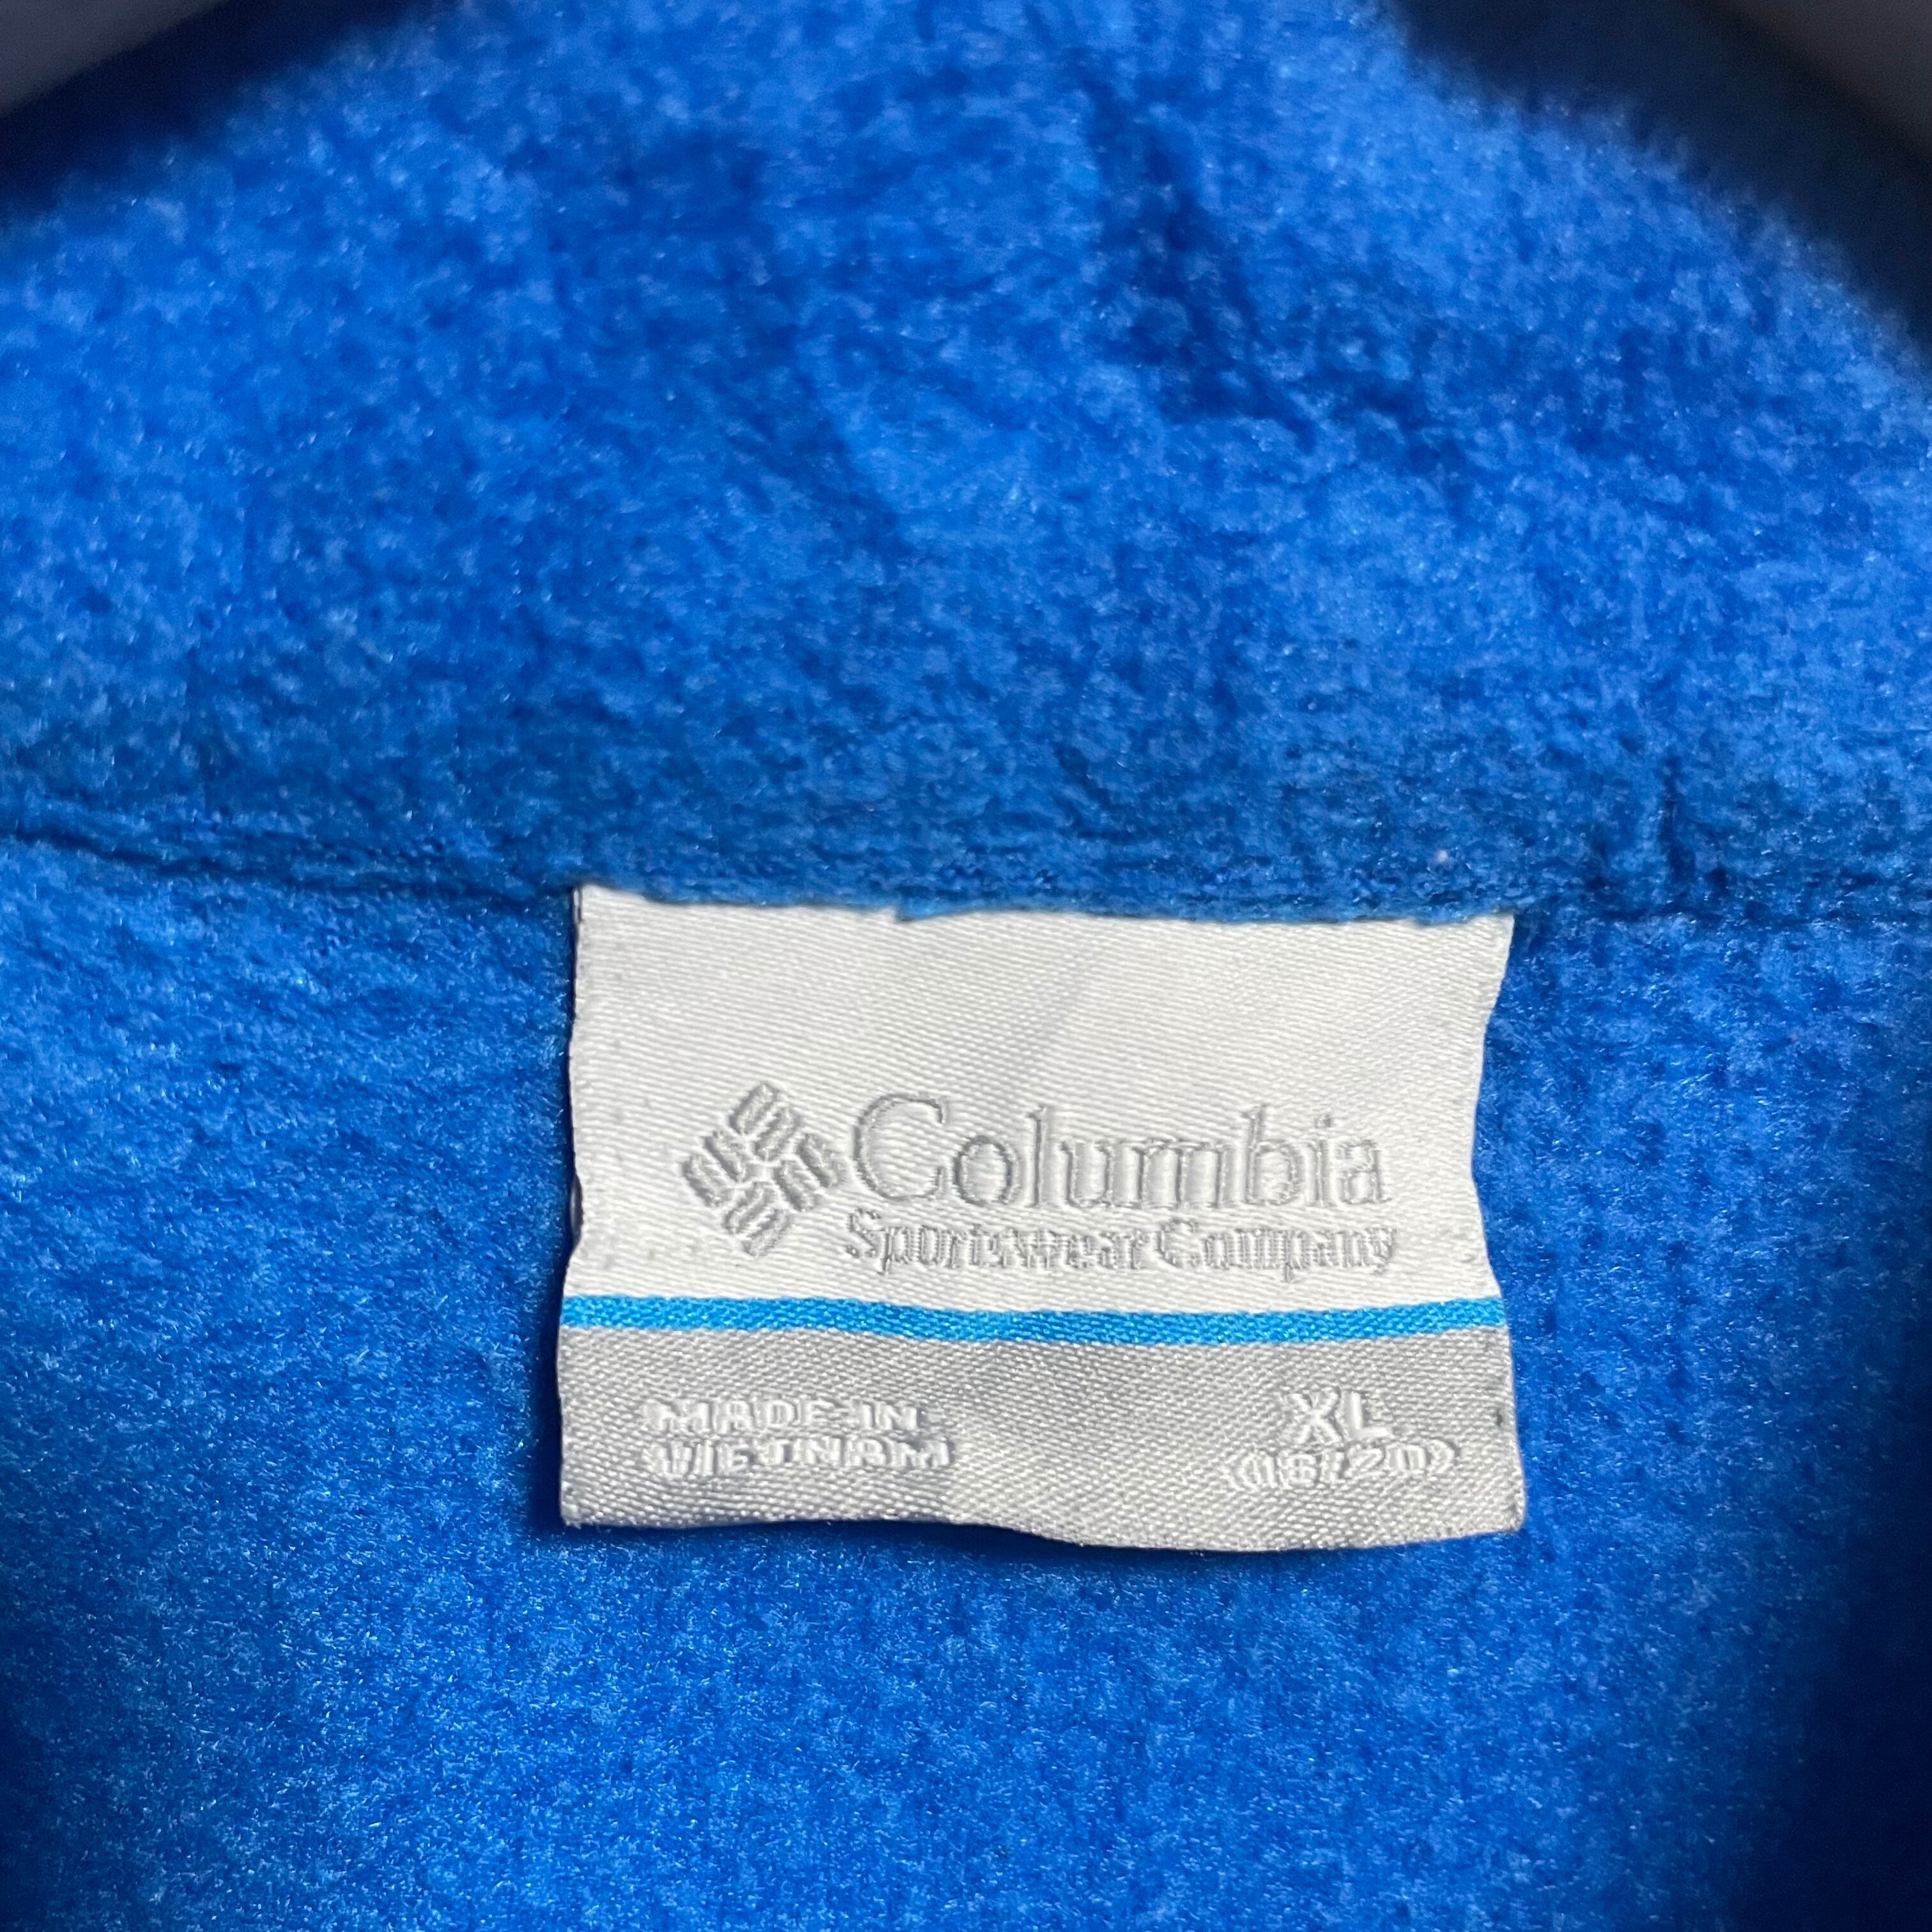 Columbia
Sportswear Company
MADE IN
VIETNAM
XL
(18/20)